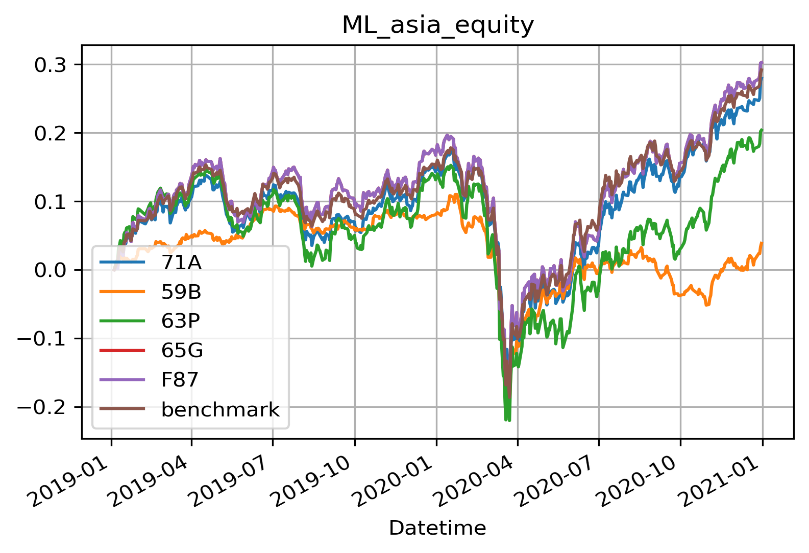 ML_asia_equity
0.3
0.2
0.1
0.0
−0.1
−0.2
71A
59B
63P
65G
F87
benchmark
2019-01
2019-04
2019-07
2019-10
2020-01
2020-04
2020-07
2020-10
2021-01
Datetime